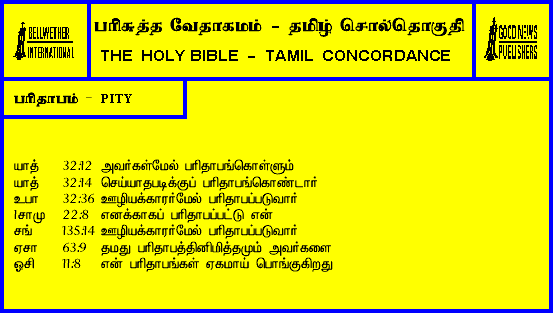 BELLWETHER
INTERNATIONAL
பரிசுத்த வேதாகமம் - தமிழ் சொல்தொகுதி
THE HOLY BIBLE - TAMIL CONCORDANCE
GOOD NEWS
PUBLISHERS
பரிதாபம் - PITY
யாத் 32:12 அவர்கள்மேல் பரிதாபங்கொள்ளும்
யாத் 32:14 செய்யாதபடிக்குப் பரிதாபங்கொண்டார்
உபா 32:36 ஊழியக்காரர்மேல் பரிதாபப்படுவார்
1சாமு 22:8 எனக்காகப் பரிதாபப்பட்டு என்
சங் 135:14 ஊழியக்காரர்மேல் பரிதாபப்படுவார்
ஏசா 63:9 தமது பரிதாபத்தினிமித்தமும் அவர்களை
ஓசி 11:8 என் பரிதாபங்கள் ஏகமாய் பொங்குகிறது